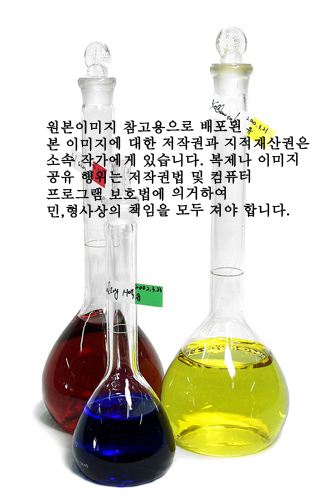 원본이미지 참고용으로 배포된
본 이미지에 대한 저작권과 지적재산권은
소속 작가에게 있습니다. 복제나 이미지
공유 행위는 저작권법 및 컴퓨터
프로그램 보호법에 의거하여
민,형사상의 책임을 모두 져야 합니다.
2002.3.28